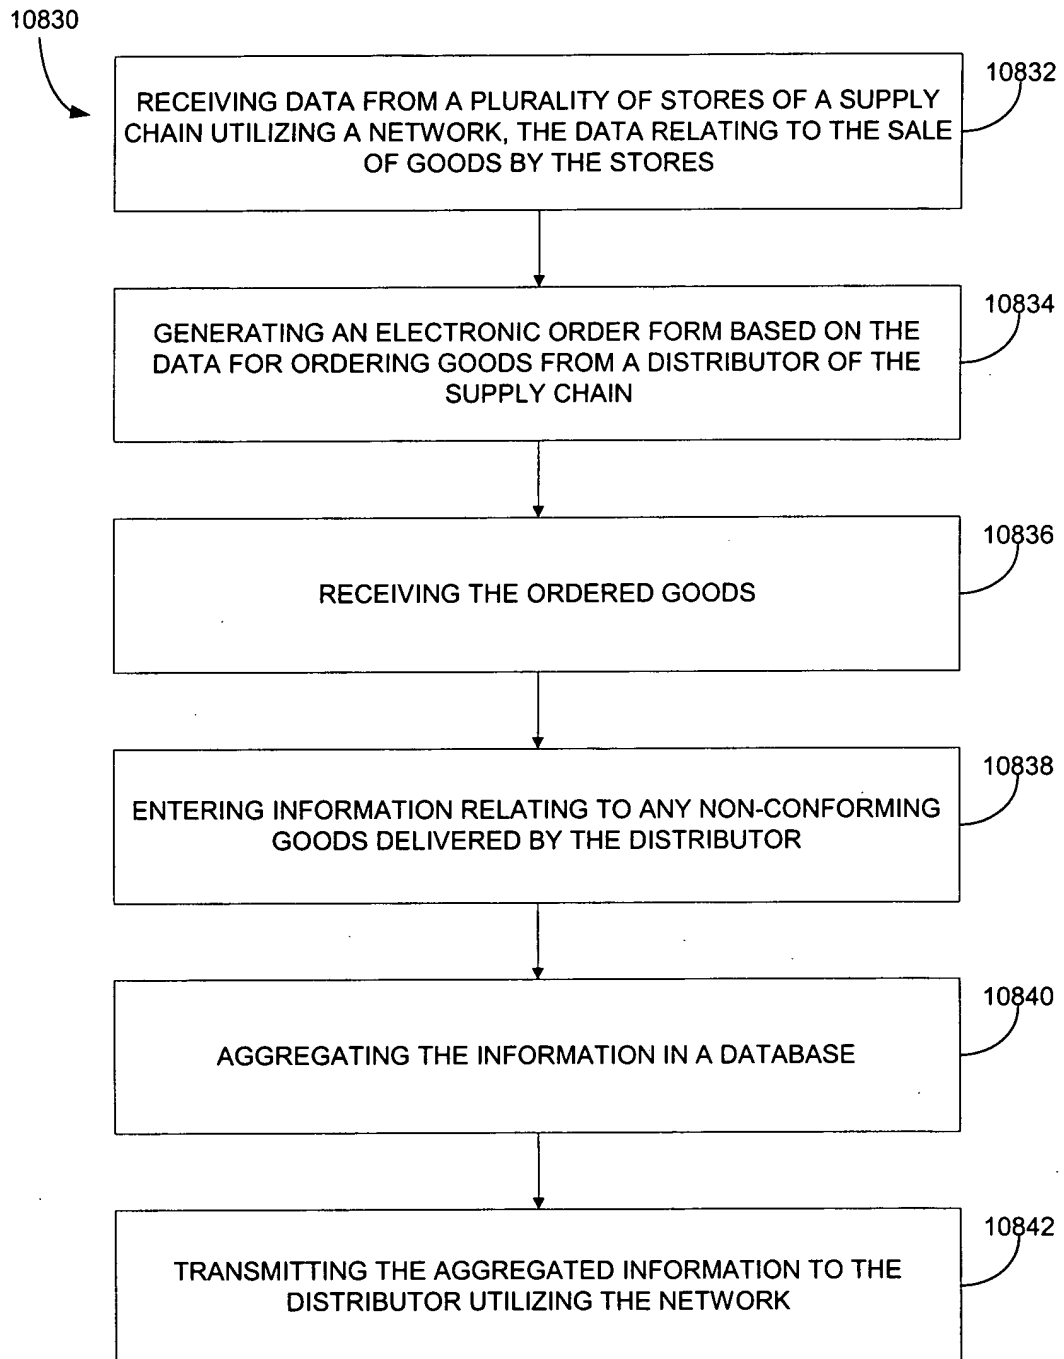 10830
10832
RECEIVING DATA FROM A PLURALITY OF STORES OF A SUPPLY
CHAIN UTILIZING A NETWORK, THE DATA RELATING TO THE SALE
OF GOODS BY THE STORES
10834
GENERATING AN ELECTRONIC ORDER FORM BASED ON THE
DATA FOR ORDERING GOODS FROM A DISTRIBUTOR OF THE
SUPPLY CHAIN
10836
RECEIVING THE ORDERED GOODS
10838
ENTERING INFORMATION RELATING TO ANY NON-CONFORMING
GOODS DELIVERED BY THE DISTRIBUTOR
10840
AGGREGATING THE INFORMATION IN A DATABASE
10842
TRANSMITTING THE AGGREGATED INFORMATION TO THE
DISTRIBUTOR UTILIZING THE NETWORK